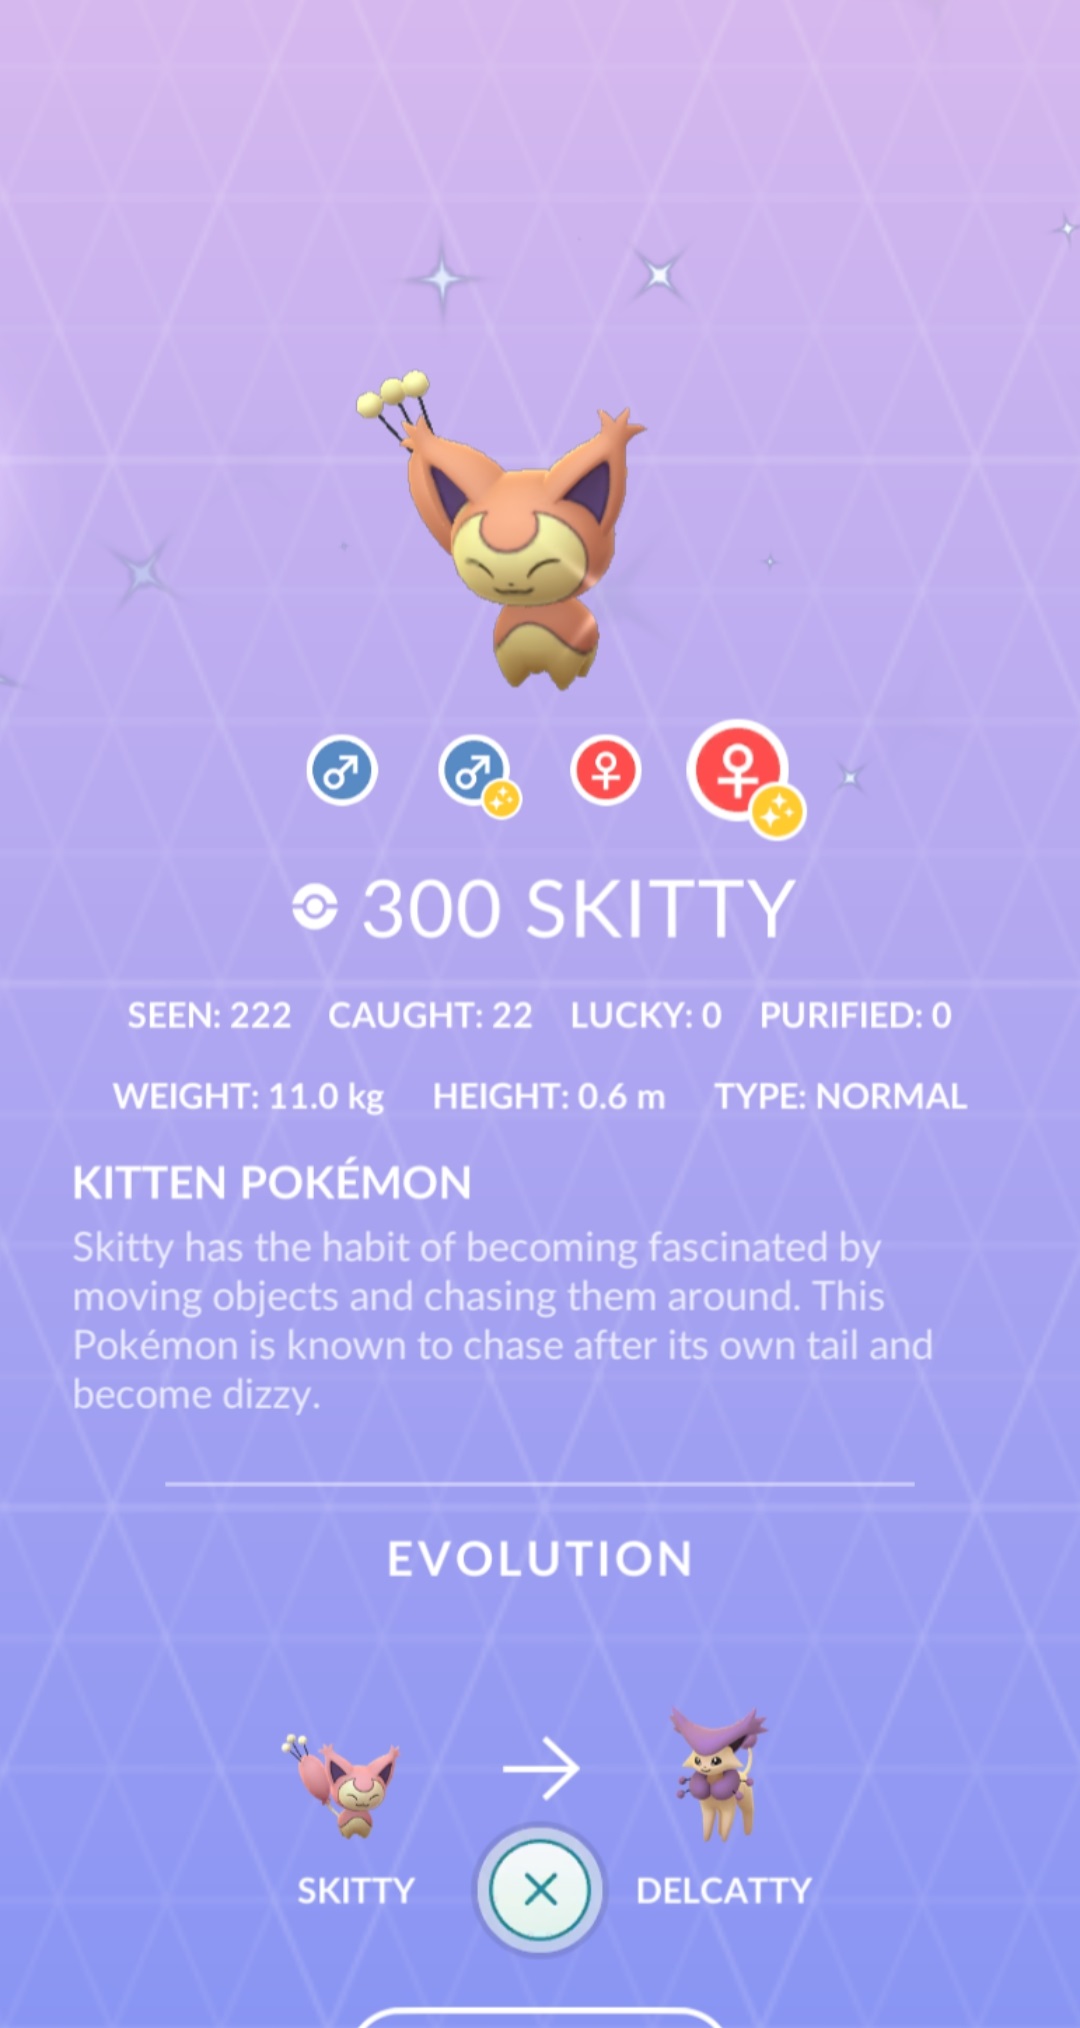 300 SKITTY
SEEN: 222 CAUGHT: 22 LUCKY: 0 PURIFIED: 0
WEIGHT: 11.0 kg HEIGHT: 0.6 m TYPE: NORMAL
KITTEN POKÉMON
Skitty has the habit of becoming fascinated by
moving objects and chasing them around. This
Pokémon is known to chase after its own tail and
become dizzy.
EVOLUTION
SKITTY DELCATTY